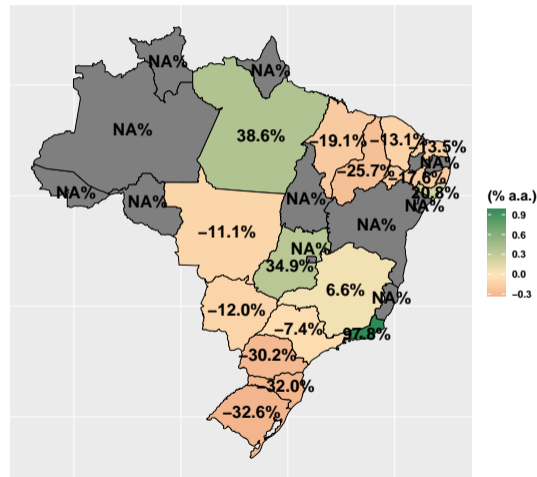 NA%
NA%
NA%
38.6%
−19.1%
−13.1%
−13.5%
NA%
−25.7%
−17.6%
20.8%
NA%
NA%
NA%
NA%
NA%
−11.1%
NA%
34.9%
6.6%
NA%
−12.0%
−7.4%
97.8%
−30.2%
−32.0%
−32.6%
(% a.a.)
0.9
0.6
0.3
0.0
−0.3